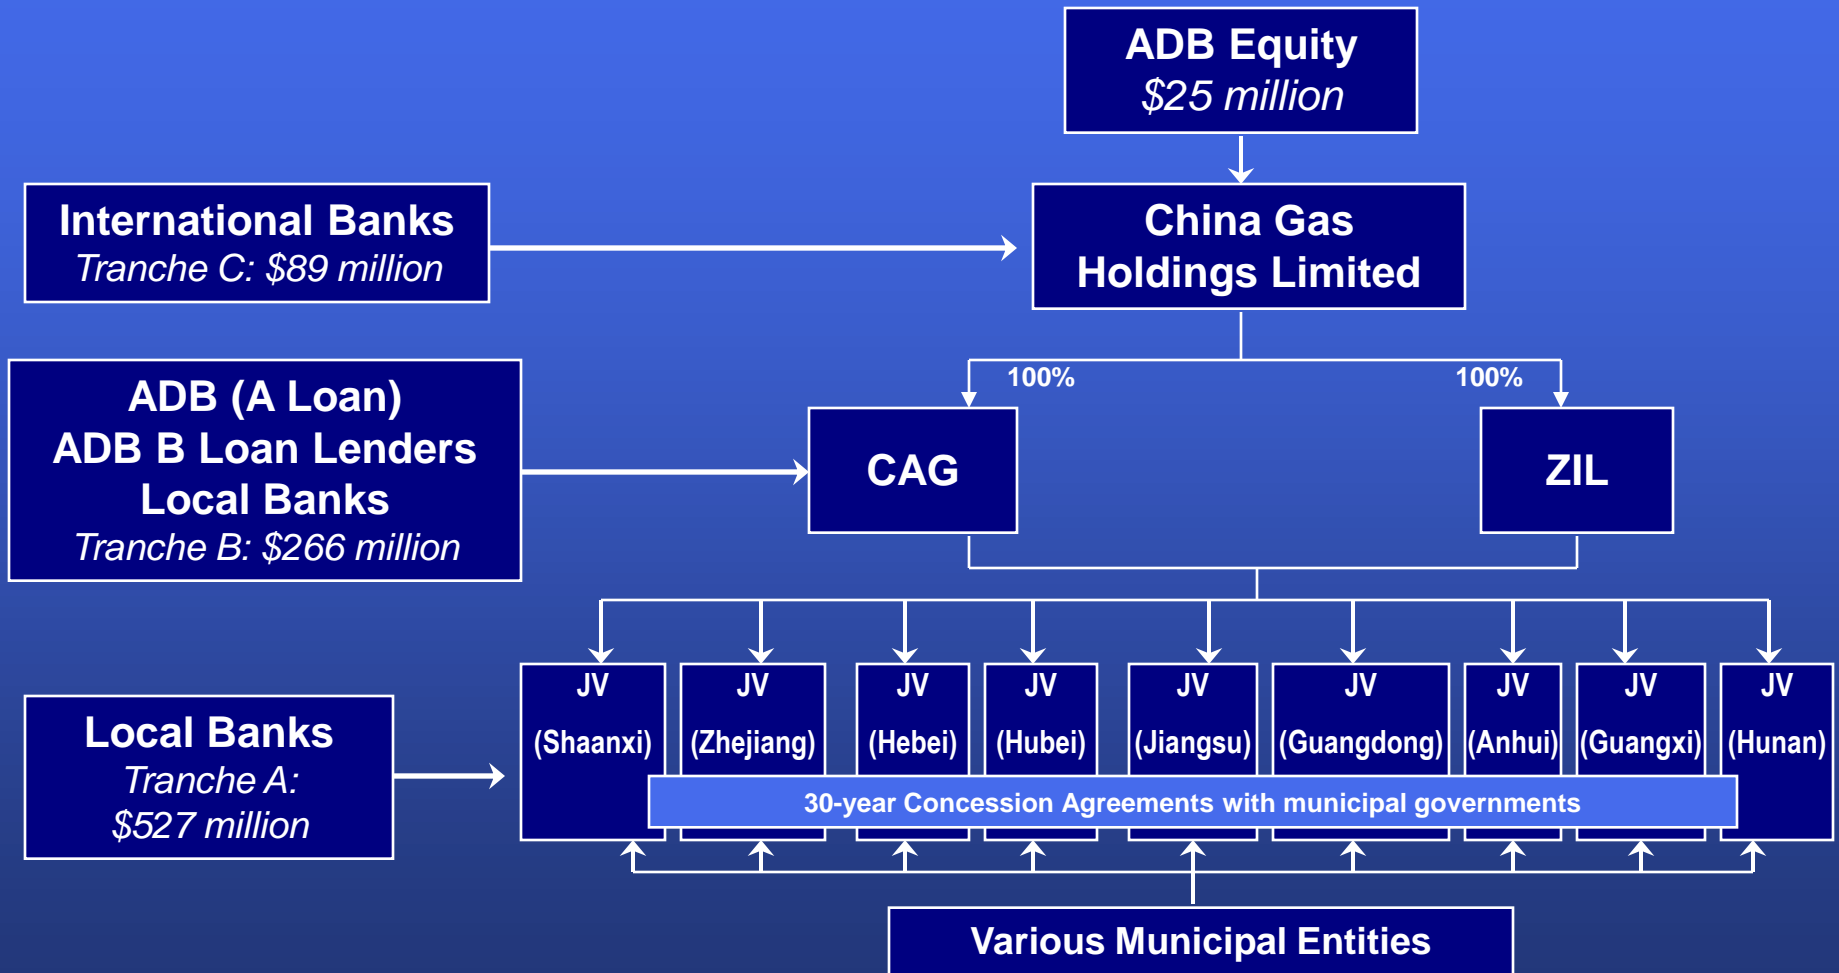 ADB Equity
$25 million
International Banks
Tranche C: $89 million
China Gas
Holdings Limited
100%
100%
ADB (A Loan)
ADB B Loan Lenders
Local Banks
Tranche B: $266 million
CAG
ZIL
Local Banks
Tranche A:
$527 million
JV
(Shaanxi)
JV
(Zhejiang)
JV
(Hebei)
JV
(Hubei)
JV
(Jiangsu)
JV
(Guangdong)
JV
(Anhui)
JV
(Guangxi)
JV
(Hunan)
30-year Concession Agreements with municipal governments
Various Municipal Entities